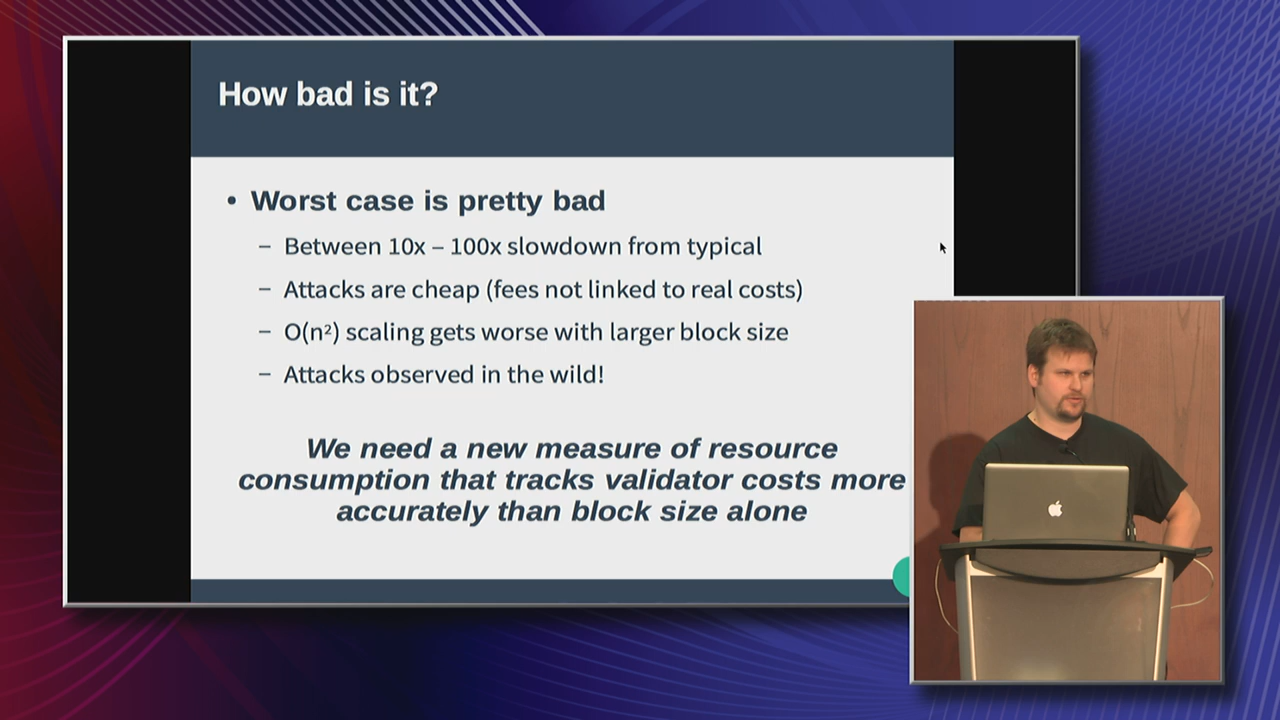 How bad is it?
• Worst case is pretty bad
– Between 10x – 100x slowdown from typical
– Attacks are cheap (fees not linked to real costs)
– O(n²) scaling gets worse with larger block size
– Attacks observed in the wild!
We need a new measure of resource
consumption that tracks validator costs more
accurately than block size alone